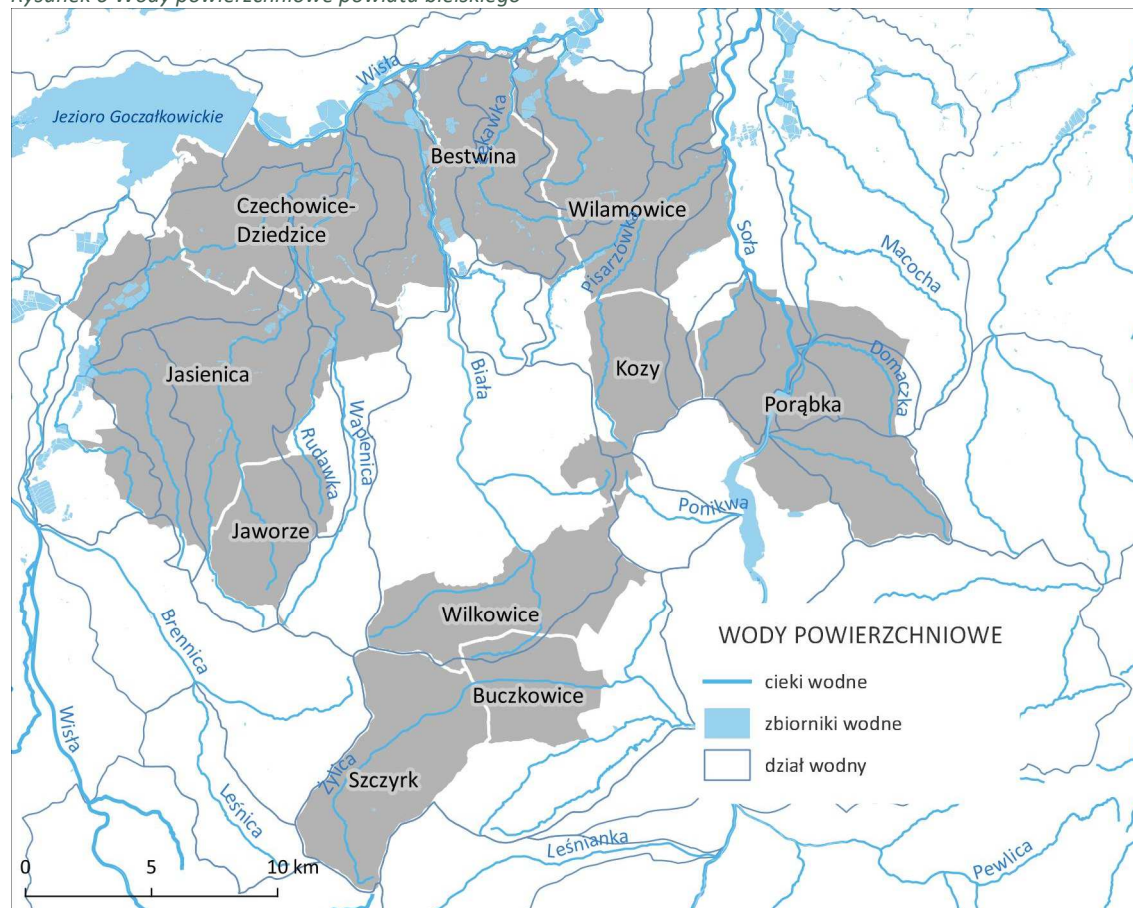 Rysunek 6 Wody powierzchniowe powiatu bielskiego
Wisła
Jezioro Goczałkowickie
Łękawka
Bestwina
Czechowice-
Dziedzice
Wilamowice
Pisarzówka
Soła
Macocha
Jasienica
Biała
Kozy
Domaczka
Porąbka
Wapienica
Rudawka
Ponikwa
Jaworze
Wilkowice
Brennica
Buczkowice
Wisła
Żylica
Szczyrk
Leśnica
Leśnianka
Pewlica
WODY POWIERZCHNIOWE
cieki wodne
zbiorniki wodne
dział wodny
0 5 10 km